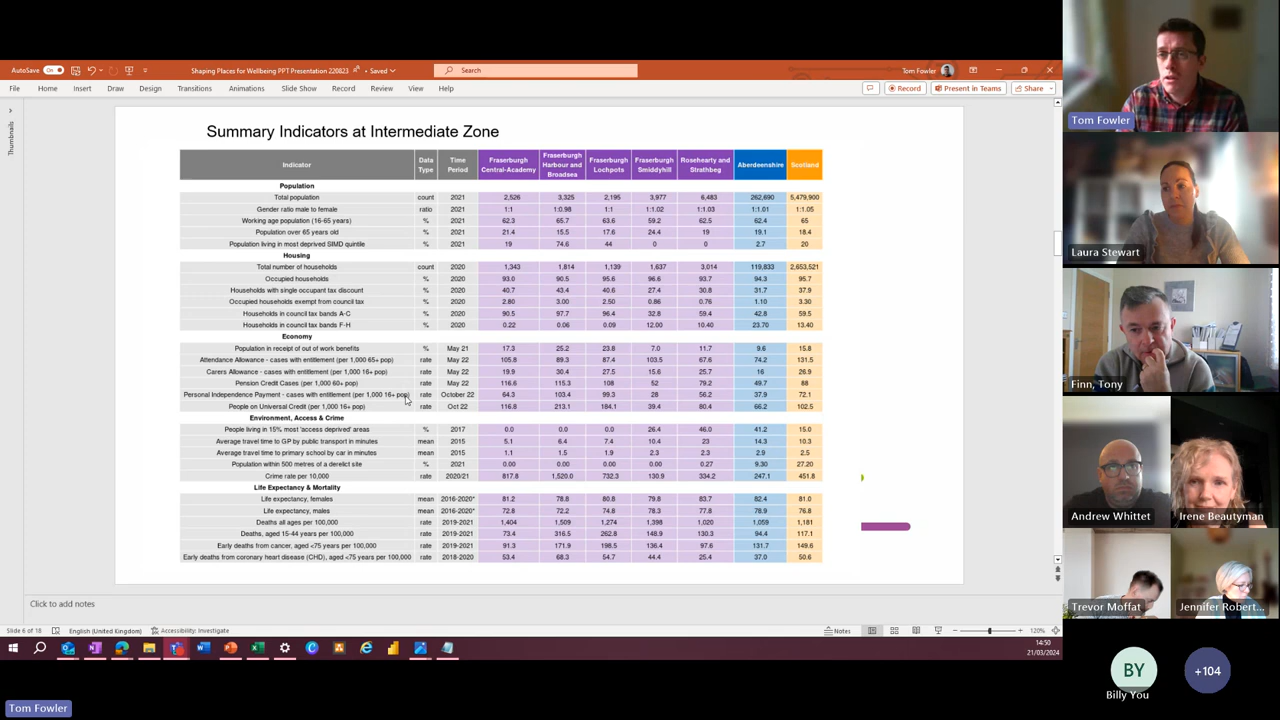 AutoSave On
Shaping Places for Wellbeing PPT Presentation 220823
• Saved
Search
Tom Fowler
File Home Insert Draw Design Transitions Animations Slide Show Record Review View Help
Record Present in Teams Share
Thumbnails
Summary Indicators at Intermediate Zone
Indicator Data Type Time Period Fraserburgh Central-Academy Fraserburgh Harbour and Broadsea Fraserburgh Lochpots Fraserburgh Smiddyhill Rosehearty and Strathbeg Aberdeenshire Scotland
Population
Total population count 2021 2,526 3,325 2,195 3,977 6,483 262,690 5,479,900
Gender ratio male to female ratio 2021 1:1 1:0.98 1:1 1:1.02 1:1.03 1:1.01 1:1.05
Working age population (16-65 years) % 2021 62.3 65.7 63.6 59.2 62.5 62.4 65
Population over 65 years old % 2021 21.4 15.5 17.6 24.4 19 19.1 18.4
Population living in most deprived SIMD quintile % 2021 19 74.6 44 0 0 2.7 20
Housing
Total number of households count 2020 1,343 1,814 1,139 1,637 3,014 119,833 2,653,521
Occupied households % 2020 93.0 90.5 95.6 96.6 93.7 94.3 95.7
Households with single occupant tax discount % 2020 40.7 43.4 40.6 27.4 30.8 31.7 37.9
Occupied households exempt from council tax % 2020 2.80 3.00 2.50 0.86 0.76 1.10 3.30
Households in council tax bands A-C % 2020 90.5 97.7 96.4 32.8 59.4 42.8 59.5
Households in council tax bands F-H % 2020 0.22 0.06 0.09 12.00 10.40 23.70 13.40
Economy
Population in receipt of out of work benefits % May 21 17.3 25.2 23.8 7.0 11.7 9.6 15.8
Attendance Allowance - cases with entitlement (per 1,000 65+ pop) rate May 22 105.8 89.3 87.4 103.5 67.6 74.2 131.5
Carers Allowance - cases with entitlement (per 1,000 16+ pop) rate May 22 19.9 30.4 27.5 15.6 25.7 16 26.9
Pension Credit Cases (per 1,000 60+ pop) rate May 22 116.6 115.3 108 52 79.2 49.7 88
Personal Independence Payment - cases with entitlement (per 1,000 16+ pop) rate October 22 64.3 103.4 99.3 28 56.2 37.9 72.1
People on Universal Credit (per 1,000 16+ pop) rate Oct 22 116.8 213.1 184.1 39.4 80.4 66.2 102.5
Environment, Access & Crime
People living in 15% most 'access deprived' areas % 2017 0.0 0.0 0.0 26.4 46.0 41.2 15.0
Average travel time to GP by public transport in minutes mean 2015 5.1 6.4 7.4 10.4 23 14.3 10.3
Average travel time to primary school by car in minutes mean 2015 1.1 1.5 1.9 2.3 2.3 2.9 2.5
Population within 500 metres of a derelict site % 2021 0.00 0.00 0.00 0.00 0.27 9.30 27.20
Crime rate per 10,000 rate 2020/21 817.8 1,520.0 732.3 130.9 334.2 247.1 451.8
Life Expectancy & Mortality
Life expectancy, females mean 2016-2020* 81.2 78.8 80.8 79.8 83.7 82.4 81.0
Life expectancy, males mean 2016-2020* 72.8 72.2 74.8 78.3 77.8 78.9 76.8
Deaths all ages per 100,000 rate 2019-2021 1,404 1,509 1,274 1,398 1,020 1,059 1,181
Deaths, aged 15-44 years per 100,000 rate 2019-2021 73.4 316.5 262.8 148.9 130.3 94.4 117.1
Early deaths from cancer, aged <75 years per 100,000 rate 2019-2021 91.3 171.9 198.5 136.4 97.6 131.7 149.6
Early deaths from coronary heart disease (CHD), aged <75 years per 100,000 rate 2018-2020 53.4 68.3 54.7 44.4 25.4 37.0 50.6
Click to add notes
Slide 6 of 18 English (United Kingdom) Accessibility: Investigate Notes 120%
14:50
21/03/2024
Tom Fowler
Tom Fowler
Laura Stewart
Finn, Tony
Andrew Whittet
Irene Beautyman
Trevor Moffat
Jennifer Robert...
BY
Billy You
+104